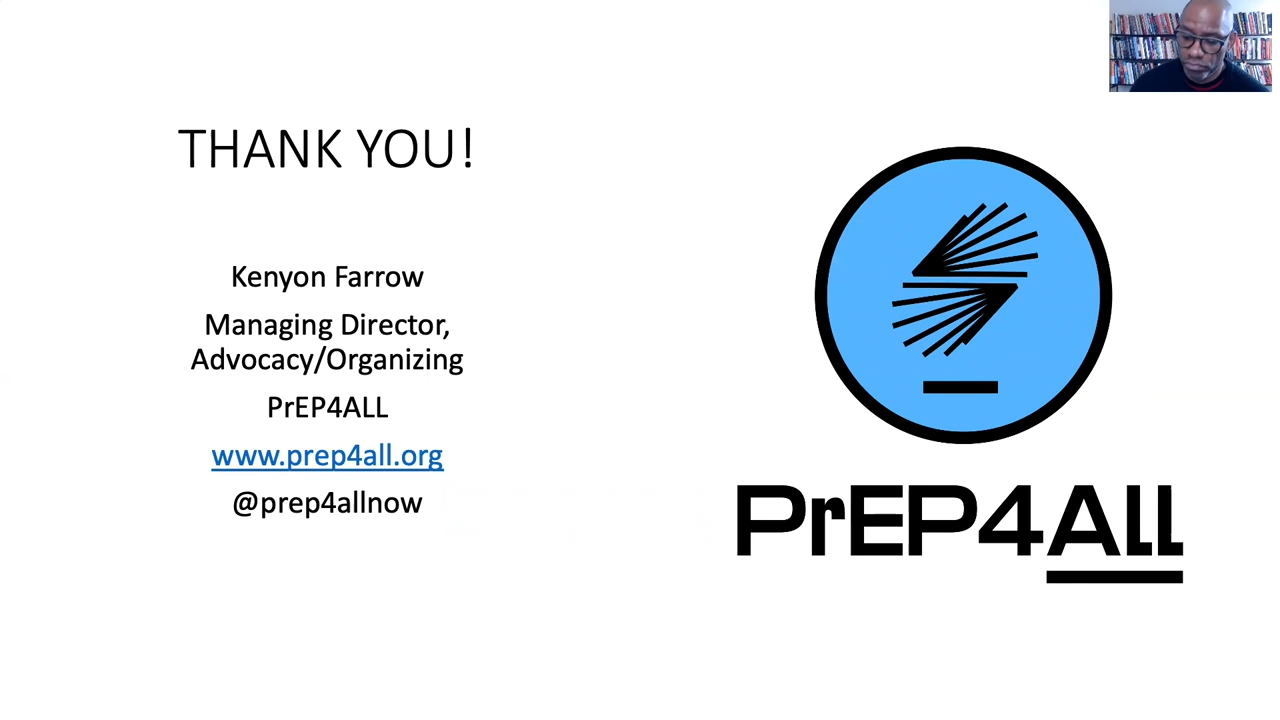 THANK YOU!
Kenyon Farrow
Managing Director,
Advocacy/Organizing
PrEP4ALL
www.prep4all.org
@prep4allnow
PrEP4All